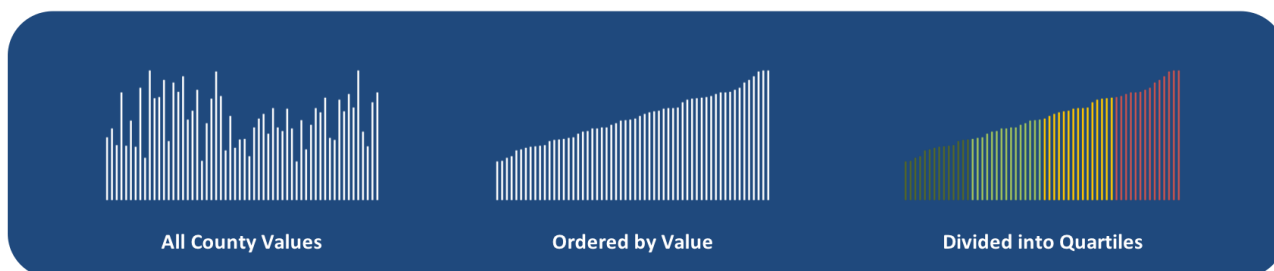 All County Values
Ordered by Value
Divided into Quartiles